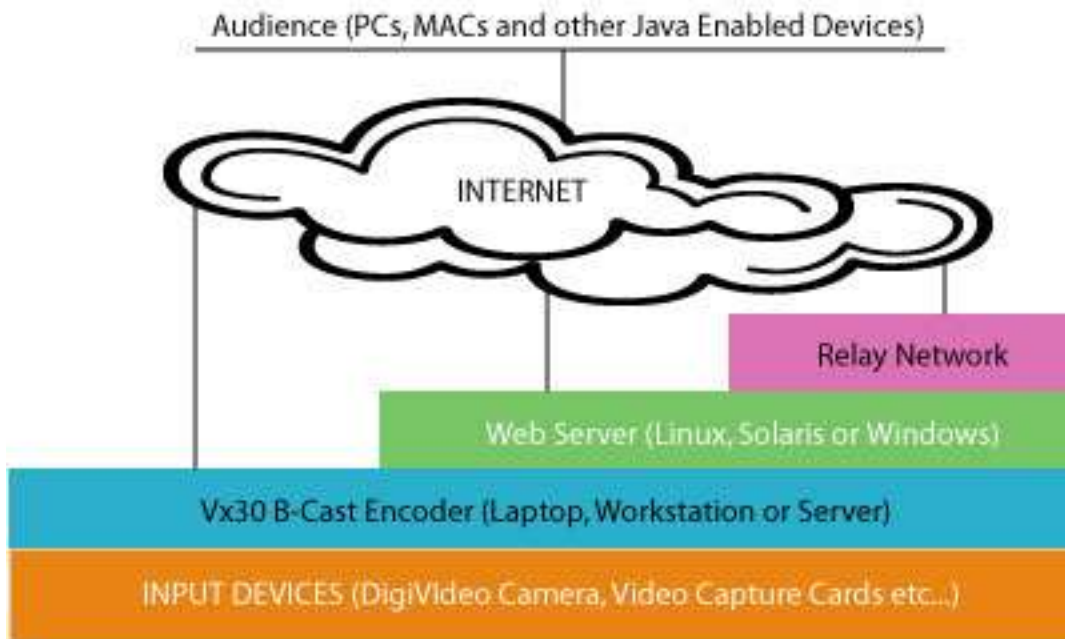 Audience (PCs, MACs and other Java Enabled Devices)
INTERNET
Relay Network
Web Server (Linux, Solaris or Windows)
Vx30 B-Cast Encoder (Laptop, Workstation or Server)
INPUT DEVICES (DigiVIdeo Camera, Video Capture Cards etc...)